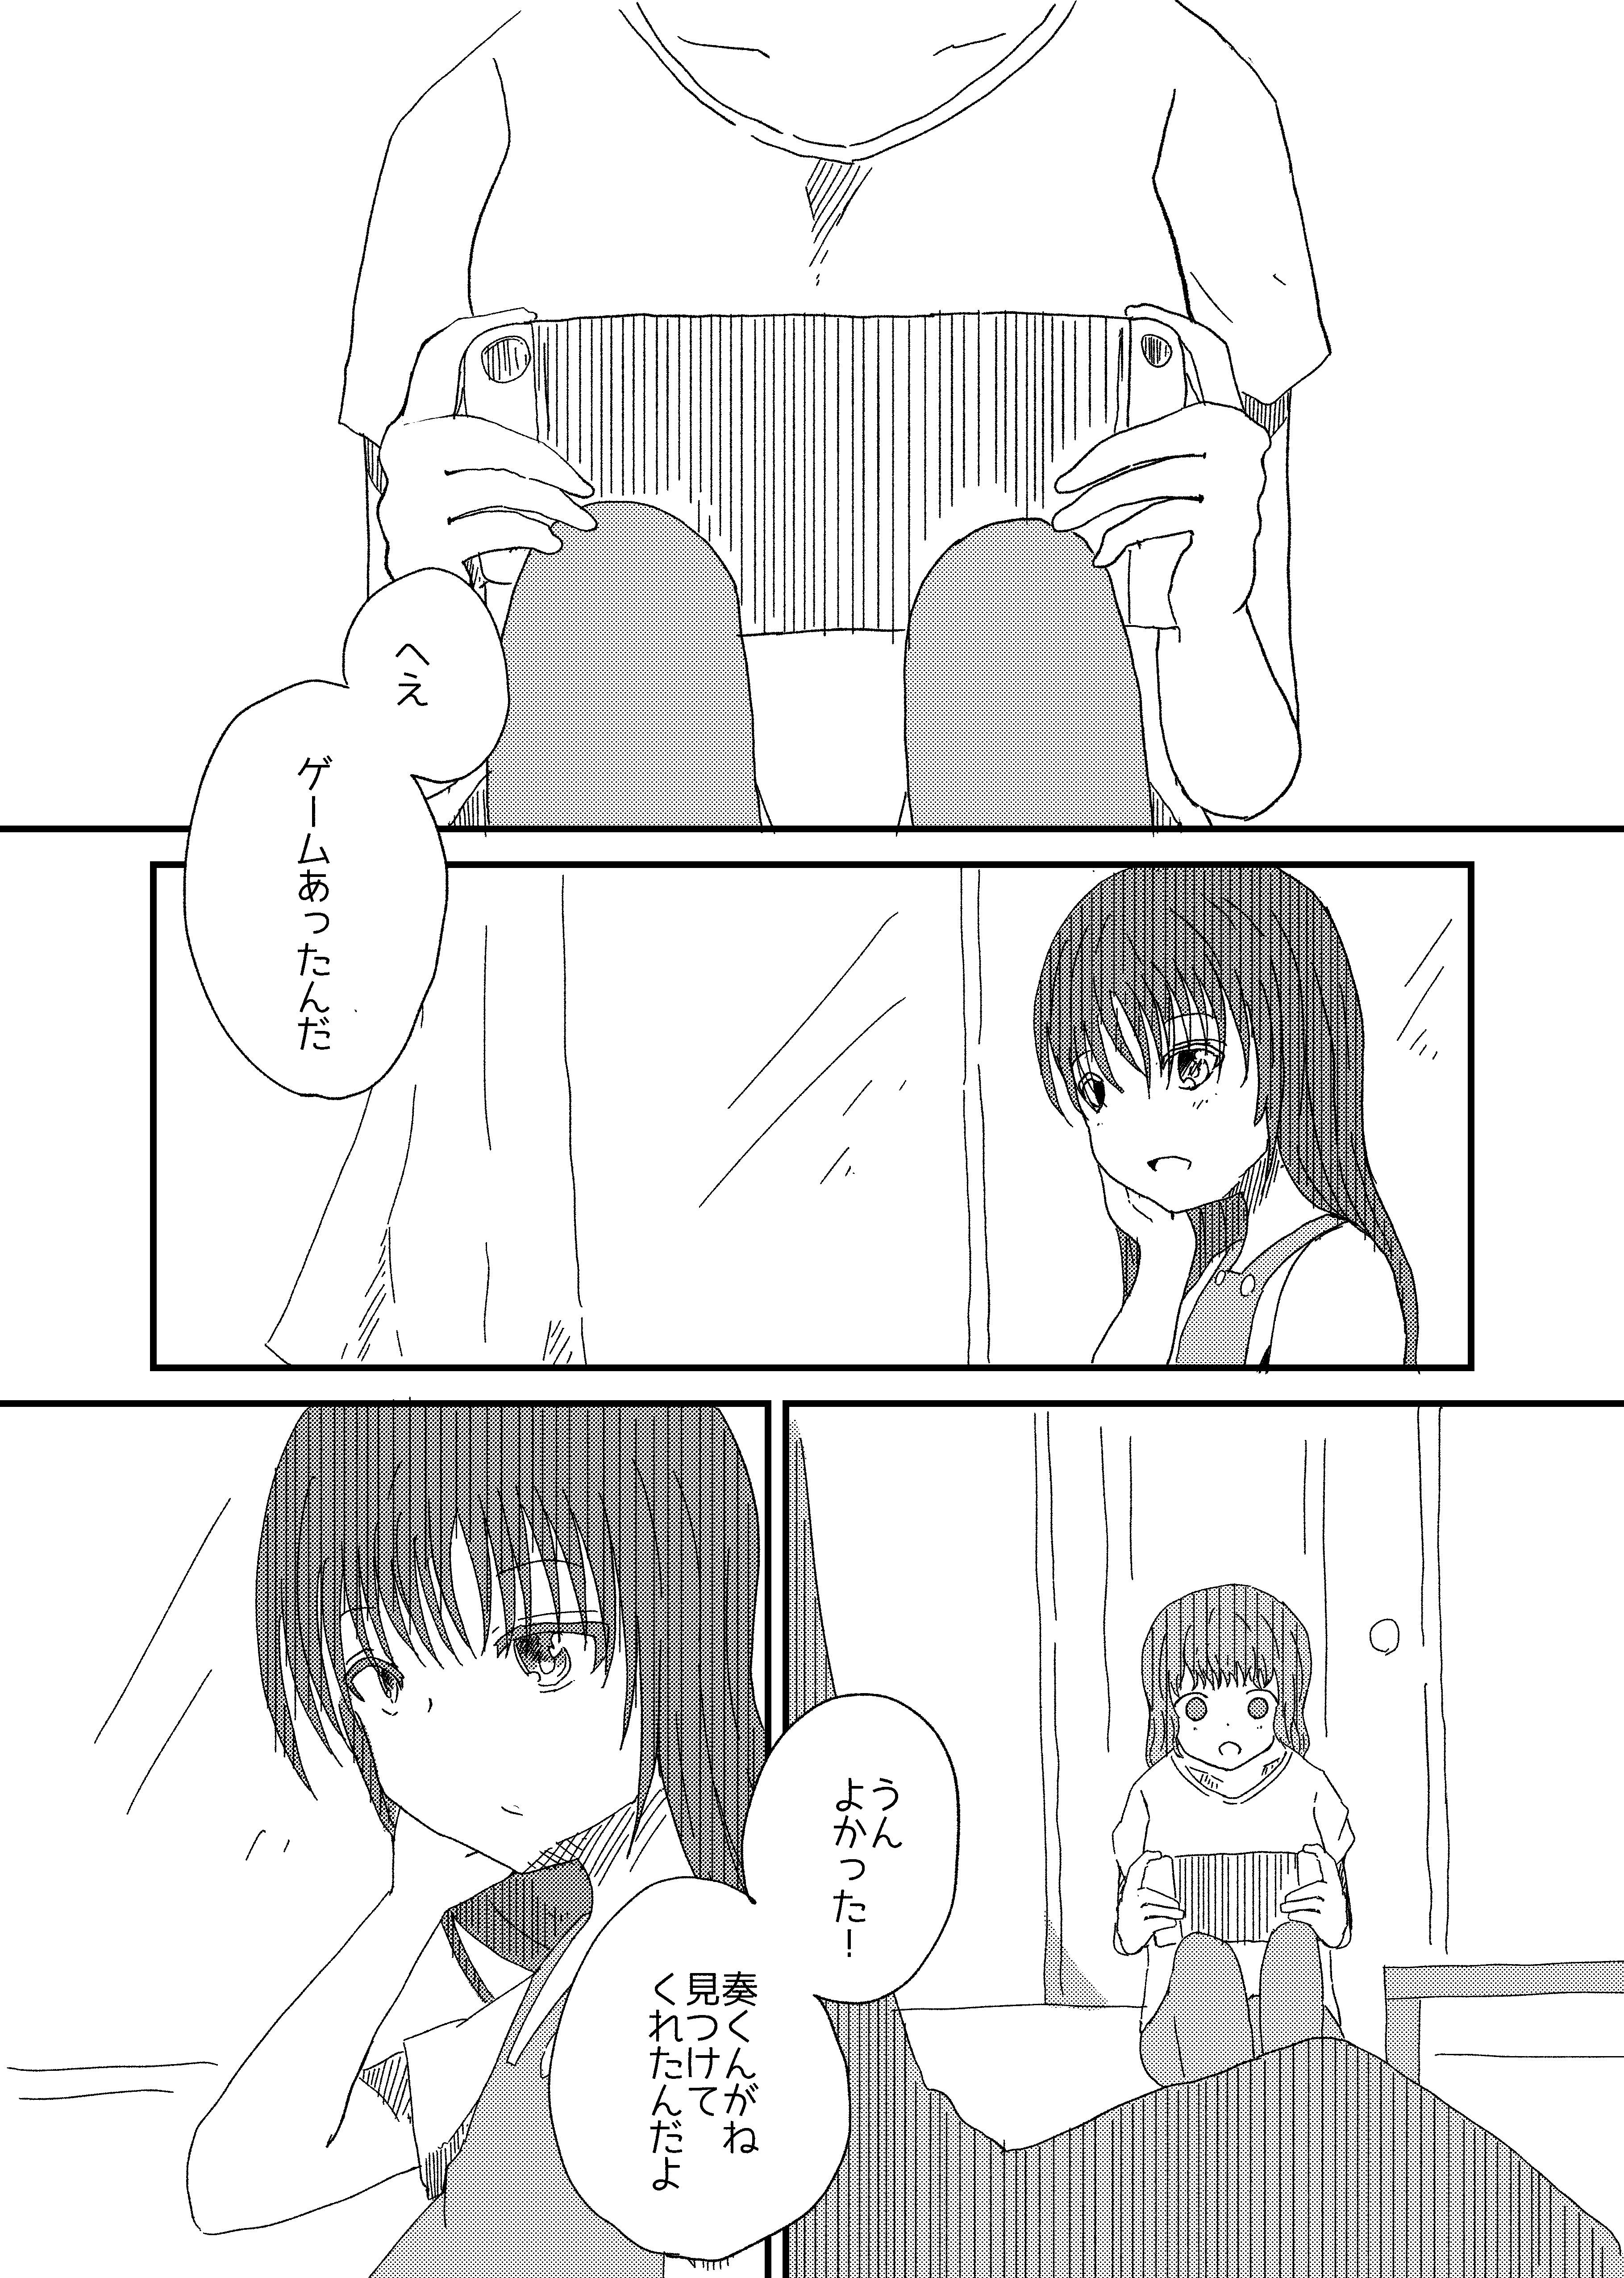 へえ
ゲームあったんだ
うん
よかった！
奏くんがね
見つけて
くれたんだよ